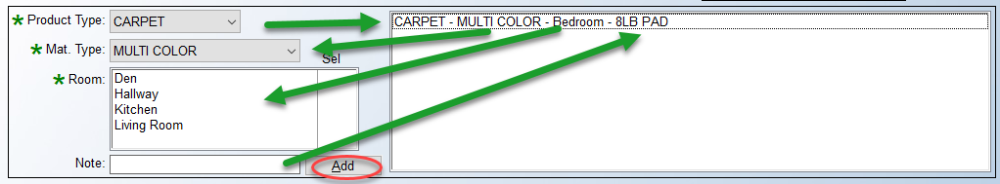 * Product Type: CARPET
CARPET - MULTI COLOR - Bedroom - 8LB PAD
* Mat. Type: MULTI COLOR
Sel
* Room:
Den
Hallway
Kitchen
Living Room
Note:
Add